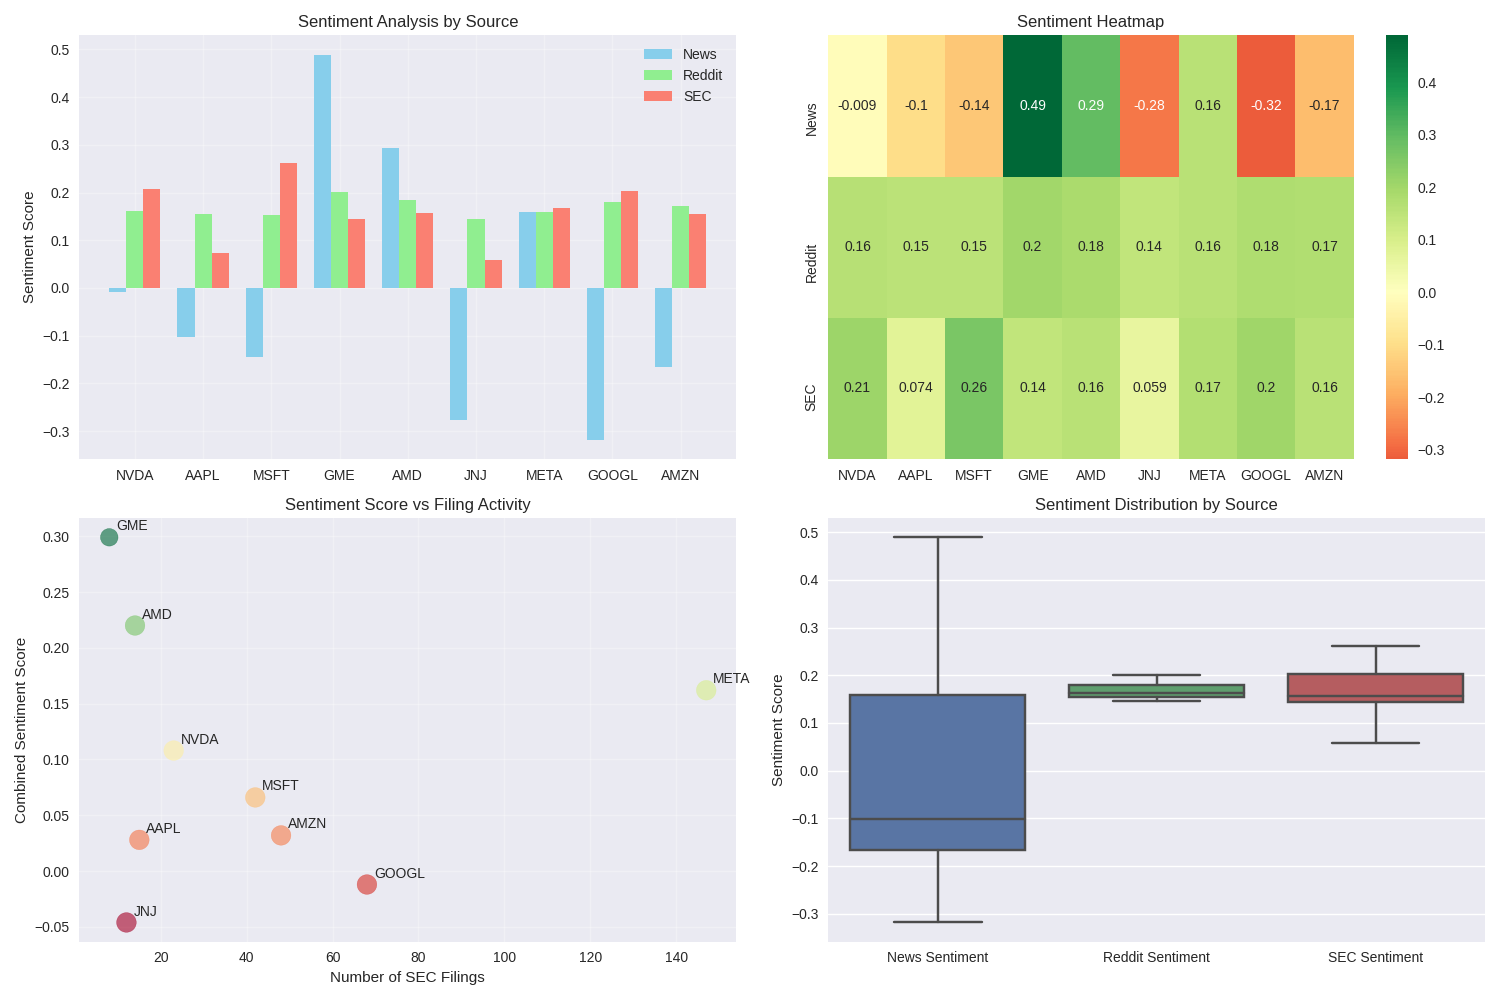 Sentiment Analysis by Source
Sentiment Score
0.5
0.4
0.3
0.2
0.1
0.0
−0.1
−0.2
−0.3
News
Reddit
SEC
NVDA AAPL MSFT GME AMD JNJ META GOOGL AMZN
Sentiment Heatmap
News
-0.009 -0.1 -0.14 0.49 0.29 -0.28 0.16 -0.32 -0.17
Reddit
0.16 0.15 0.15 0.2 0.18 0.14 0.16 0.18 0.17
SEC
0.21 0.074 0.26 0.14 0.16 0.059 0.17 0.2 0.16
NVDA AAPL MSFT GME AMD JNJ META GOOGL AMZN
0.4
0.3
0.2
0.1
0.0
−0.1
−0.2
−0.3
Sentiment Score vs Filing Activity
Combined Sentiment Score
0.30
0.25
0.20
0.15
0.10
0.05
0.00
−0.05
GME
AMD
META
NVDA
MSFT
AMZN
AAPL
GOOGL
JNJ
20 40 60 80 100 120 140
Number of SEC Filings
Sentiment Distribution by Source
Sentiment Score
0.5
0.4
0.3
0.2
0.1
0.0
−0.1
−0.2
−0.3
News Sentiment Reddit Sentiment SEC Sentiment